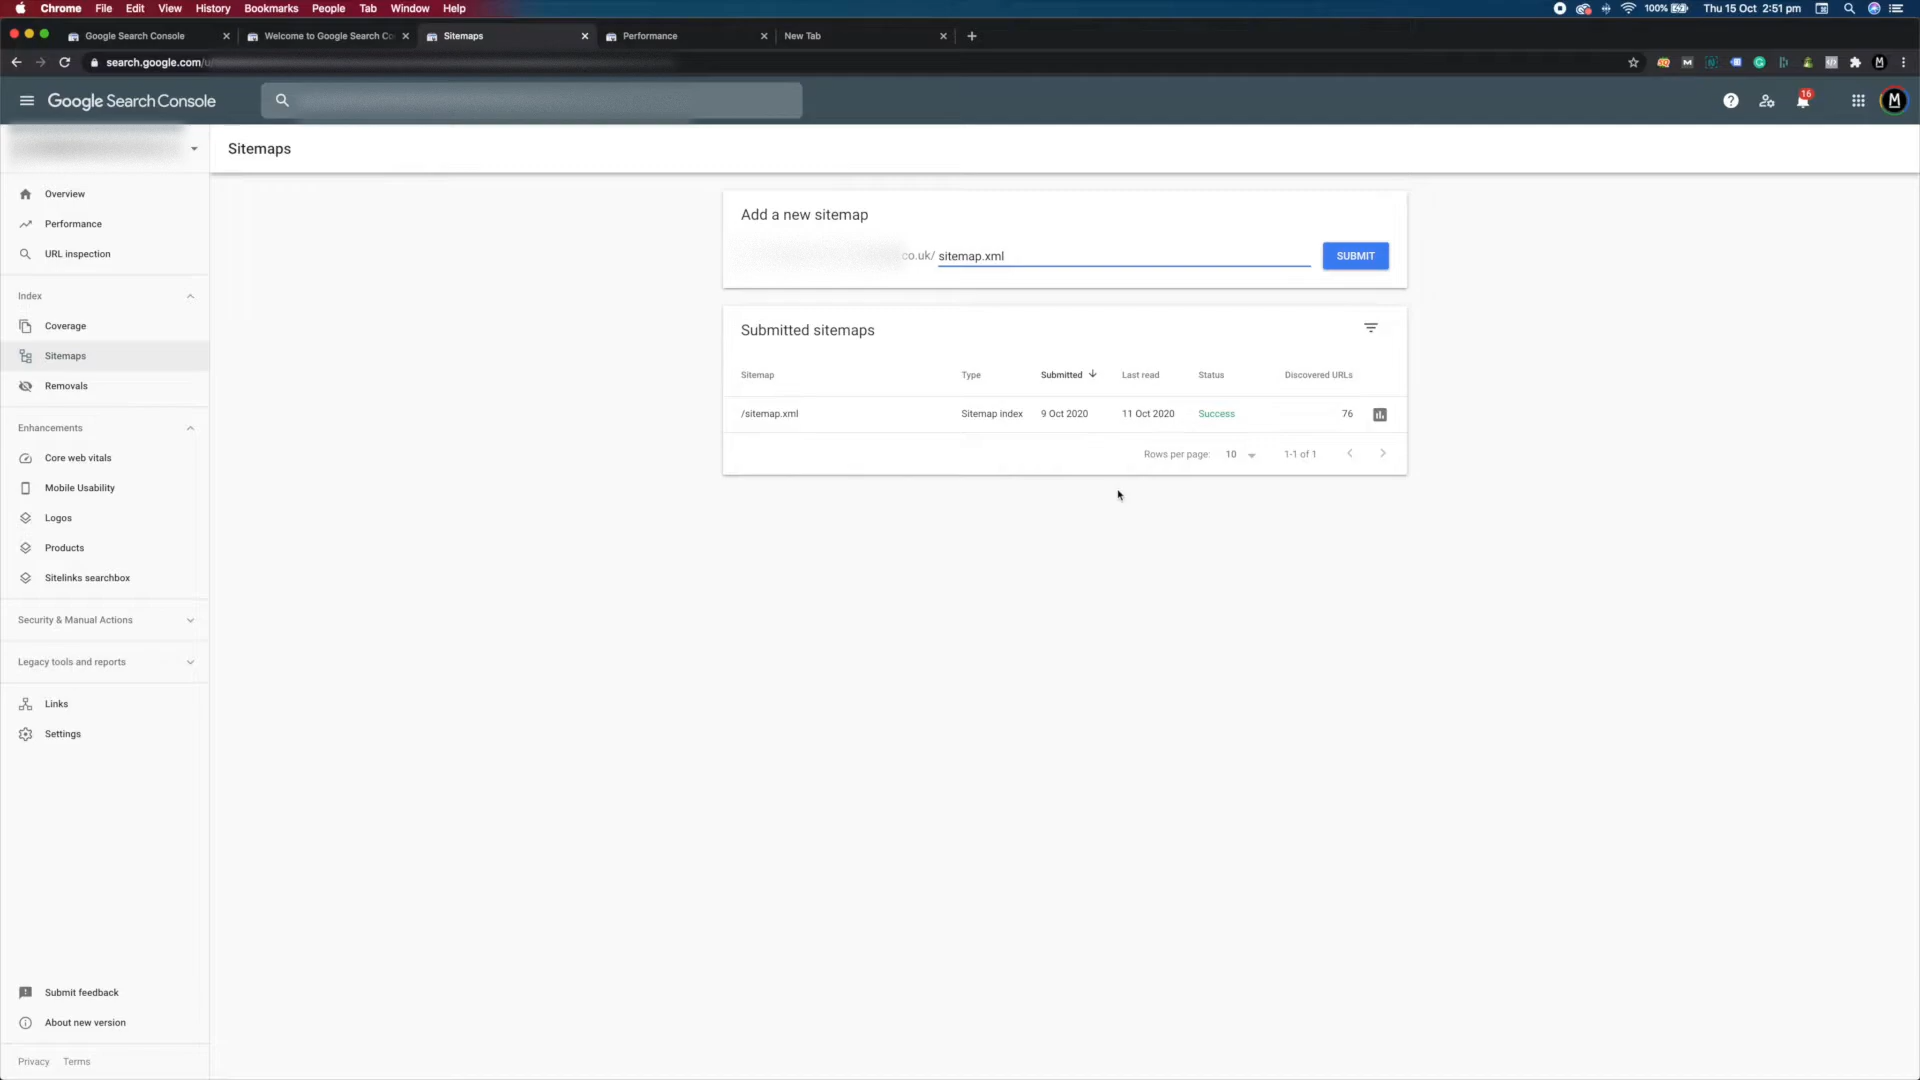 Chrome File Edit View History Bookmarks People Tab Window Help 100% Thu 15 Oct 2:51 pm
Google Search Console Welcome to Google Search Co Sitemaps Performance New Tab
search.google.com/u
Google Search Console 16 M
Sitemaps
Overview
Performance
URL inspection
Index
Coverage
Sitemaps
Removals
Enhancements
Core web vitals
Mobile Usability
Logos
Products
Sitelinks searchbox
Security & Manual Actions
Legacy tools and reports
Links
Settings
Submit feedback
About new version
Privacy Terms
Add a new sitemap
co.uk/ sitemap.xml SUBMIT
Submitted sitemaps
Sitemap Type Submitted Last read Status Discovered URLs
/sitemap.xml Sitemap index 9 Oct 2020 11 Oct 2020 Success 76
Rows per page: 10 1-1 of 1